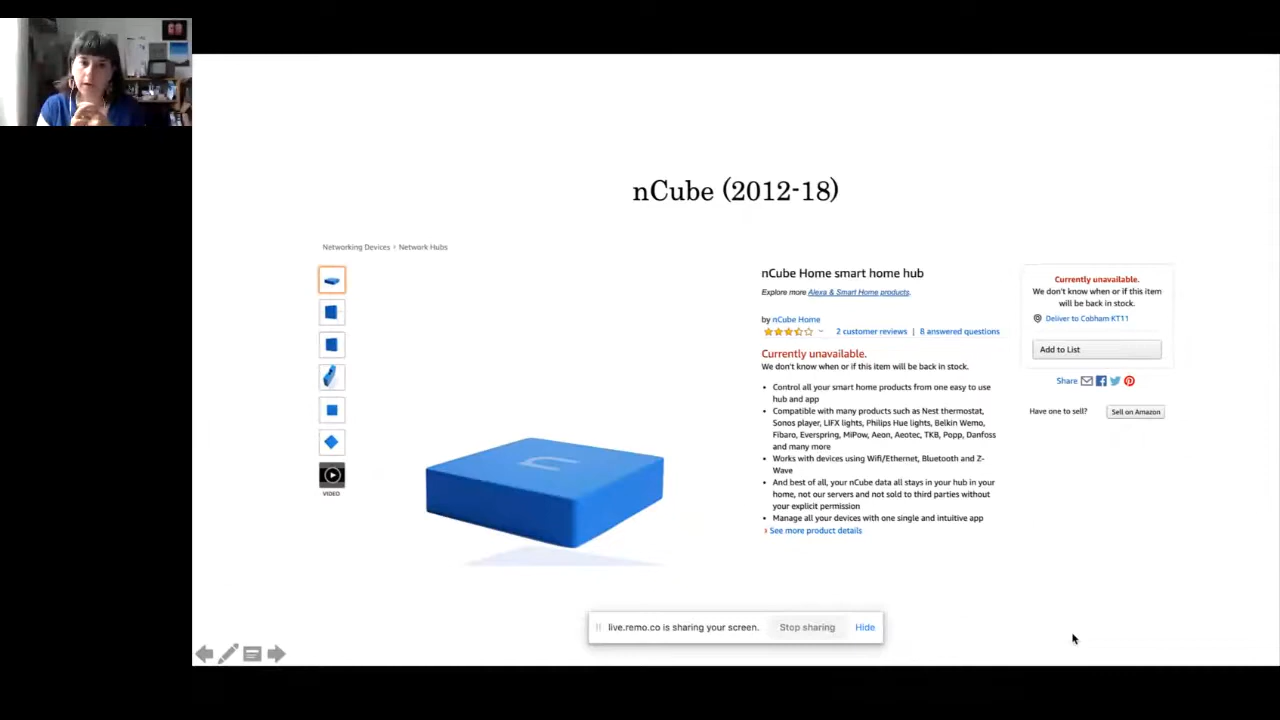 nCube (2012-18)
Networking Devices › Network Hubs
VIDEO
n
nCube Home smart home hub
Explore more Alexa & Smart Home products.
by nCube Home
2 customer reviews | 8 answered questions
Currently unavailable.
We don't know when or if this item will be back in stock.
Control all your smart home products from one easy to use
hub and app
Compatible with many products such as Nest thermostat,
Sonos player, LIFX lights, Philips Hue lights, Belkin Wemo,
Fibaro, Everspring, MiPow, Aeon, Aeotec, TKB, Popp, Danfoss
and many more
Works with devices using Wifi/Ethernet, Bluetooth and Z-
Wave
And best of all, your nCube data all stays in your hub in your
home, not our servers and not sold to third parties without
your explicit permission
Manage all your devices with one single and intuitive app
› See more product details
Currently unavailable.
We don't know when or if this item
will be back in stock.
Deliver to Cobham KT11
Add to List
Share
Have one to sell?
Sell on Amazon
live.remo.co is sharing your screen.
Stop sharing
Hide